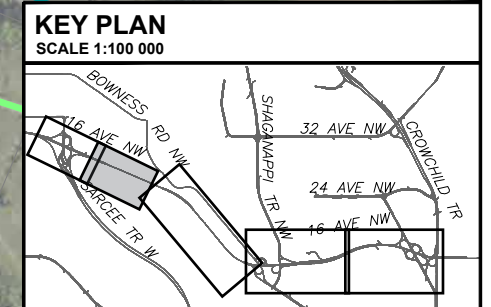 KEY PLAN
SCALE 1:100 000
BOWNESS RD NW
16 AVE NW
SARCEE TR W
SHAGANAPPI TR NW
32 AVE NW
CROWCHILD TR
24 AVE NW
16 AVE NW